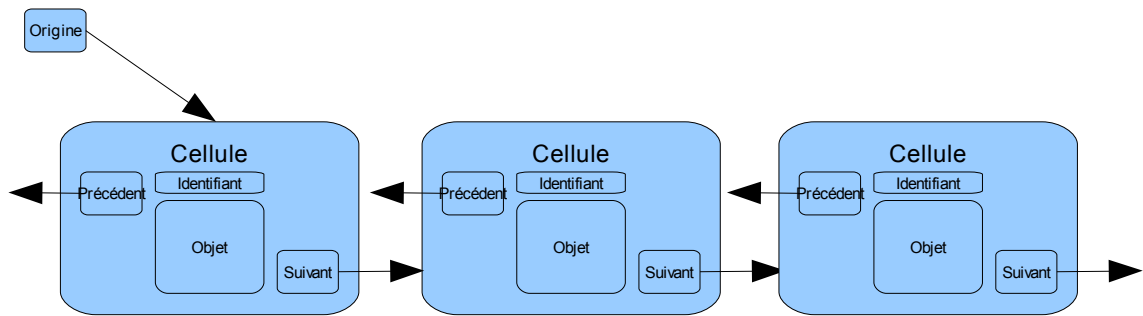 Origine
Cellule
Précédent
Identifiant
Objet
Suivant
Cellule
Précédent
Identifiant
Objet
Suivant
Cellule
Précédent
Identifiant
Objet
Suivant